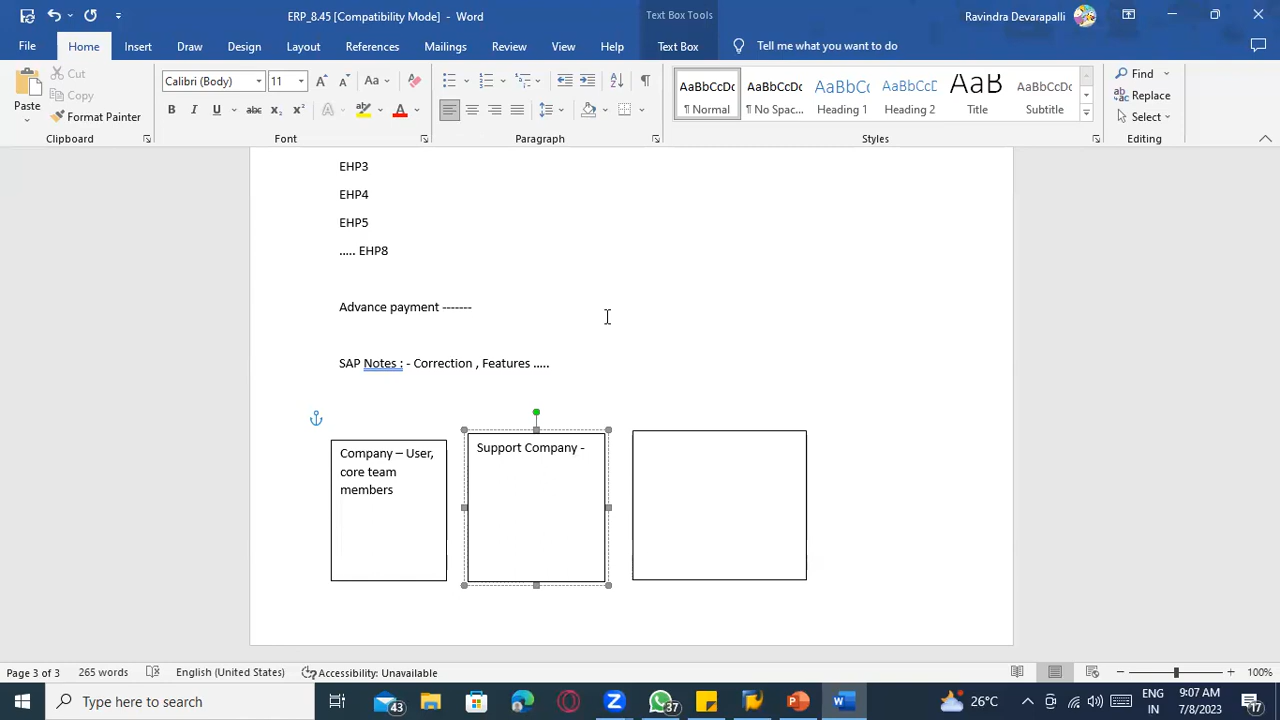 ERP_8.45 [Compatibility Mode] - Word
Text Box Tools
Ravindra Devarapalli
File Home Insert Draw Design Layout References Mailings Review View Help Text Box Tell me what you want to do
Paste
Cut
Copy
Format Painter
Clipboard
Calibri (Body) 11
Font
Paragraph
AaBbCcDc
¶ Normal
AaBbCcDc
¶ No Spac...
AaBbCc
Heading 1
AaBbCcD
Heading 2
AaB
Title
AaBbCcD
Subtitle
Styles
Find
Replace
Select
Editing
EHP3
EHP4
EHP5
..... EHP8
Advance payment -------
SAP Notes : - Correction , Features .....
Company – User,
core team
members
Support Company -
Page 3 of 3 265 words English (United States) Accessibility: Unavailable 100%
Type here to search
43
37
26°C
ENG
IN
9:07 AM
7/8/2023
17